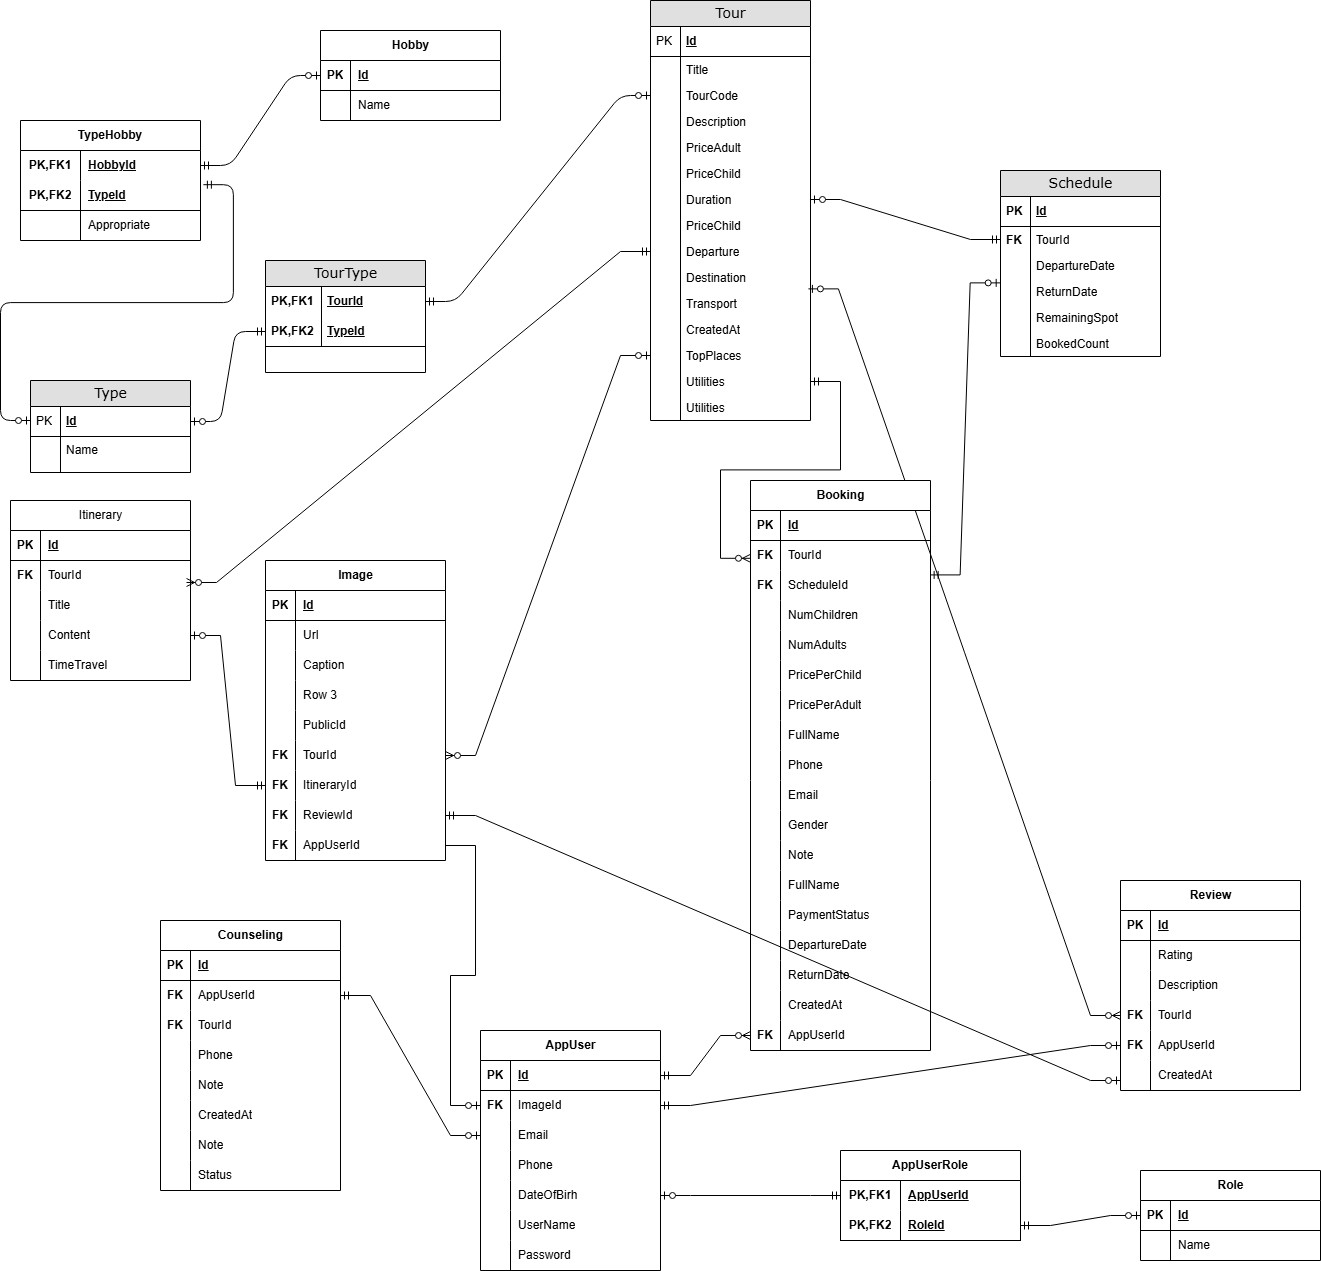 Hobby
PK Id
Name
TypeHobby
PK,FK1 HobbyId
PK,FK2 TypeId
Appropriate
TourType
PK,FK1 TourId
PK,FK2 TypeId
Type
PK Id
Name
Tour
PK Id
Title
TourCode
Description
PriceAdult
PriceChild
Duration
PriceChild
Departure
Destination
Transport
CreatedAt
TopPlaces
Utilities
Utilities
Schedule
PK Id
FK TourId
DepartureDate
ReturnDate
RemainingSpot
BookedCount
Itinerary
PK Id
FK TourId
Title
Content
TimeTravel
Image
PK Id
Url
Caption
Row 3
PublicId
FK TourId
FK ItineraryId
FK ReviewId
FK AppUserId
Booking
PK Id
FK TourId
FK ScheduleId
NumChildren
NumAdults
PricePerChild
PricePerAdult
FullName
Phone
Email
Gender
Note
FullName
PaymentStatus
DepartureDate
ReturnDate
CreatedAt
FK AppUserId
Review
PK Id
Rating
Description
FK TourId
FK AppUserId
CreatedAt
Counseling
PK Id
FK AppUserId
FK TourId
Phone
Note
CreatedAt
Note
Status
AppUser
PK Id
FK ImageId
Email
Phone
DateOfBirh
UserName
Password
AppUserRole
PK,FK1 AppUserId
PK,FK2 RoleId
Role
PK Id
Name